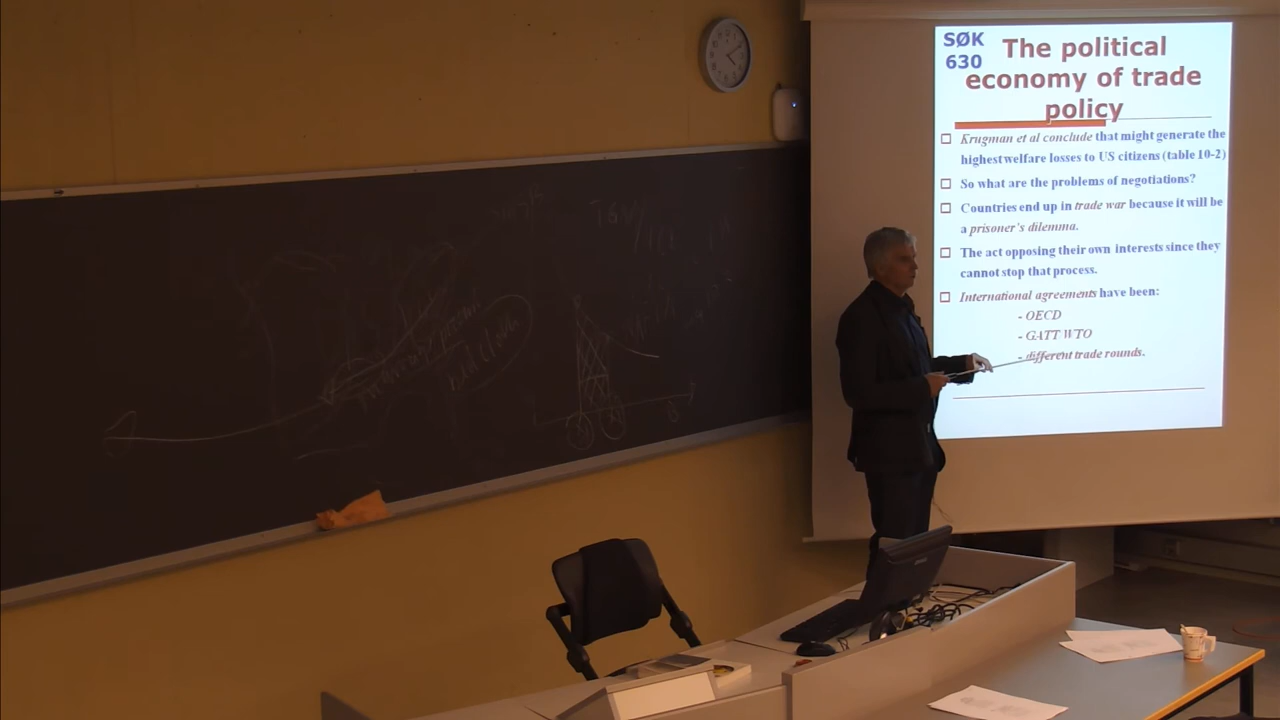 SØK
630
The political
economy of trade
policy
Krugman et al conclude that might generate the
highest welfare losses to US citizens (table 10-2)
So what are the problems of negotiations?
Countries end up in trade war because it will be
a prisoner's dilemma.
The act opposing their own interests since they
cannot stop that process.
International agreements have been:
- OECD
- GATT WTO
- different trade rounds.